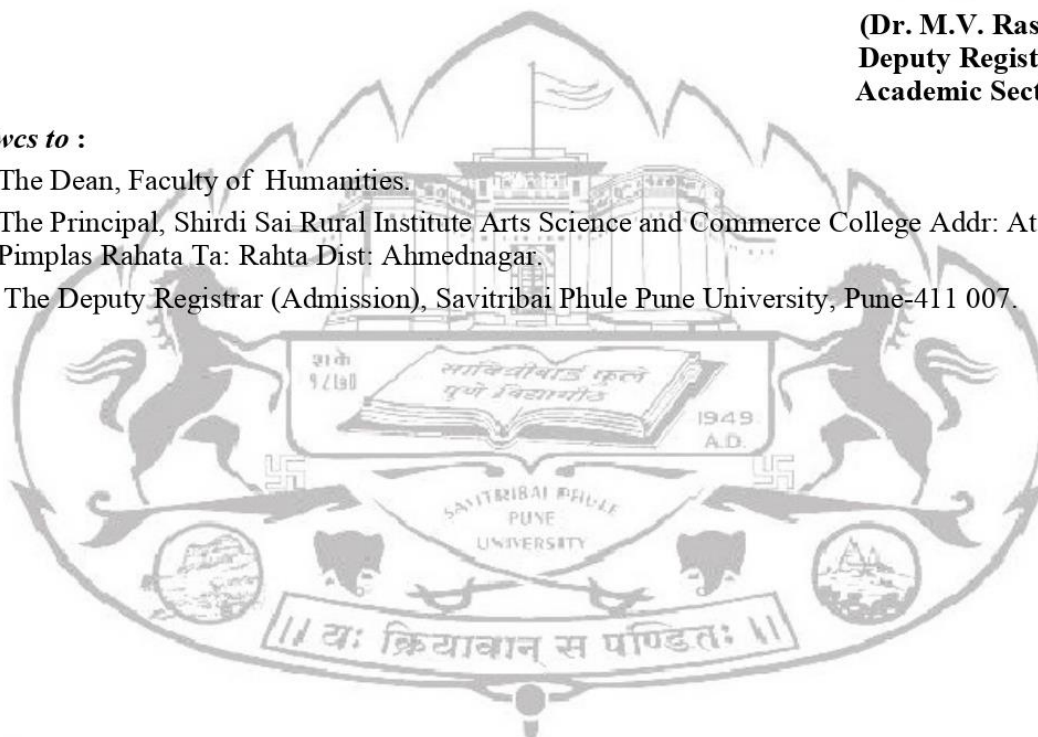 (Dr. M.V. Ras
Deputy Regist
Academic Sect
wcs to :
The Dean, Faculty of Humanities.
The Principal, Shirdi Sai Rural Institute Arts Science and Commerce College Addr: At
Pimplas Rahata Ta: Rahta Dist: Ahmednagar.
The Deputy Registrar (Admission), Savitribai Phule Pune University, Pune-411 007.
शके
सावित्रीबाई फुले
पुणे विद्यापीठ
1949
A.D.
SAVITRIBAI PHULE
PUNE
UNIVERSITY
|| यः क्रियावान् स पण्डितः ||